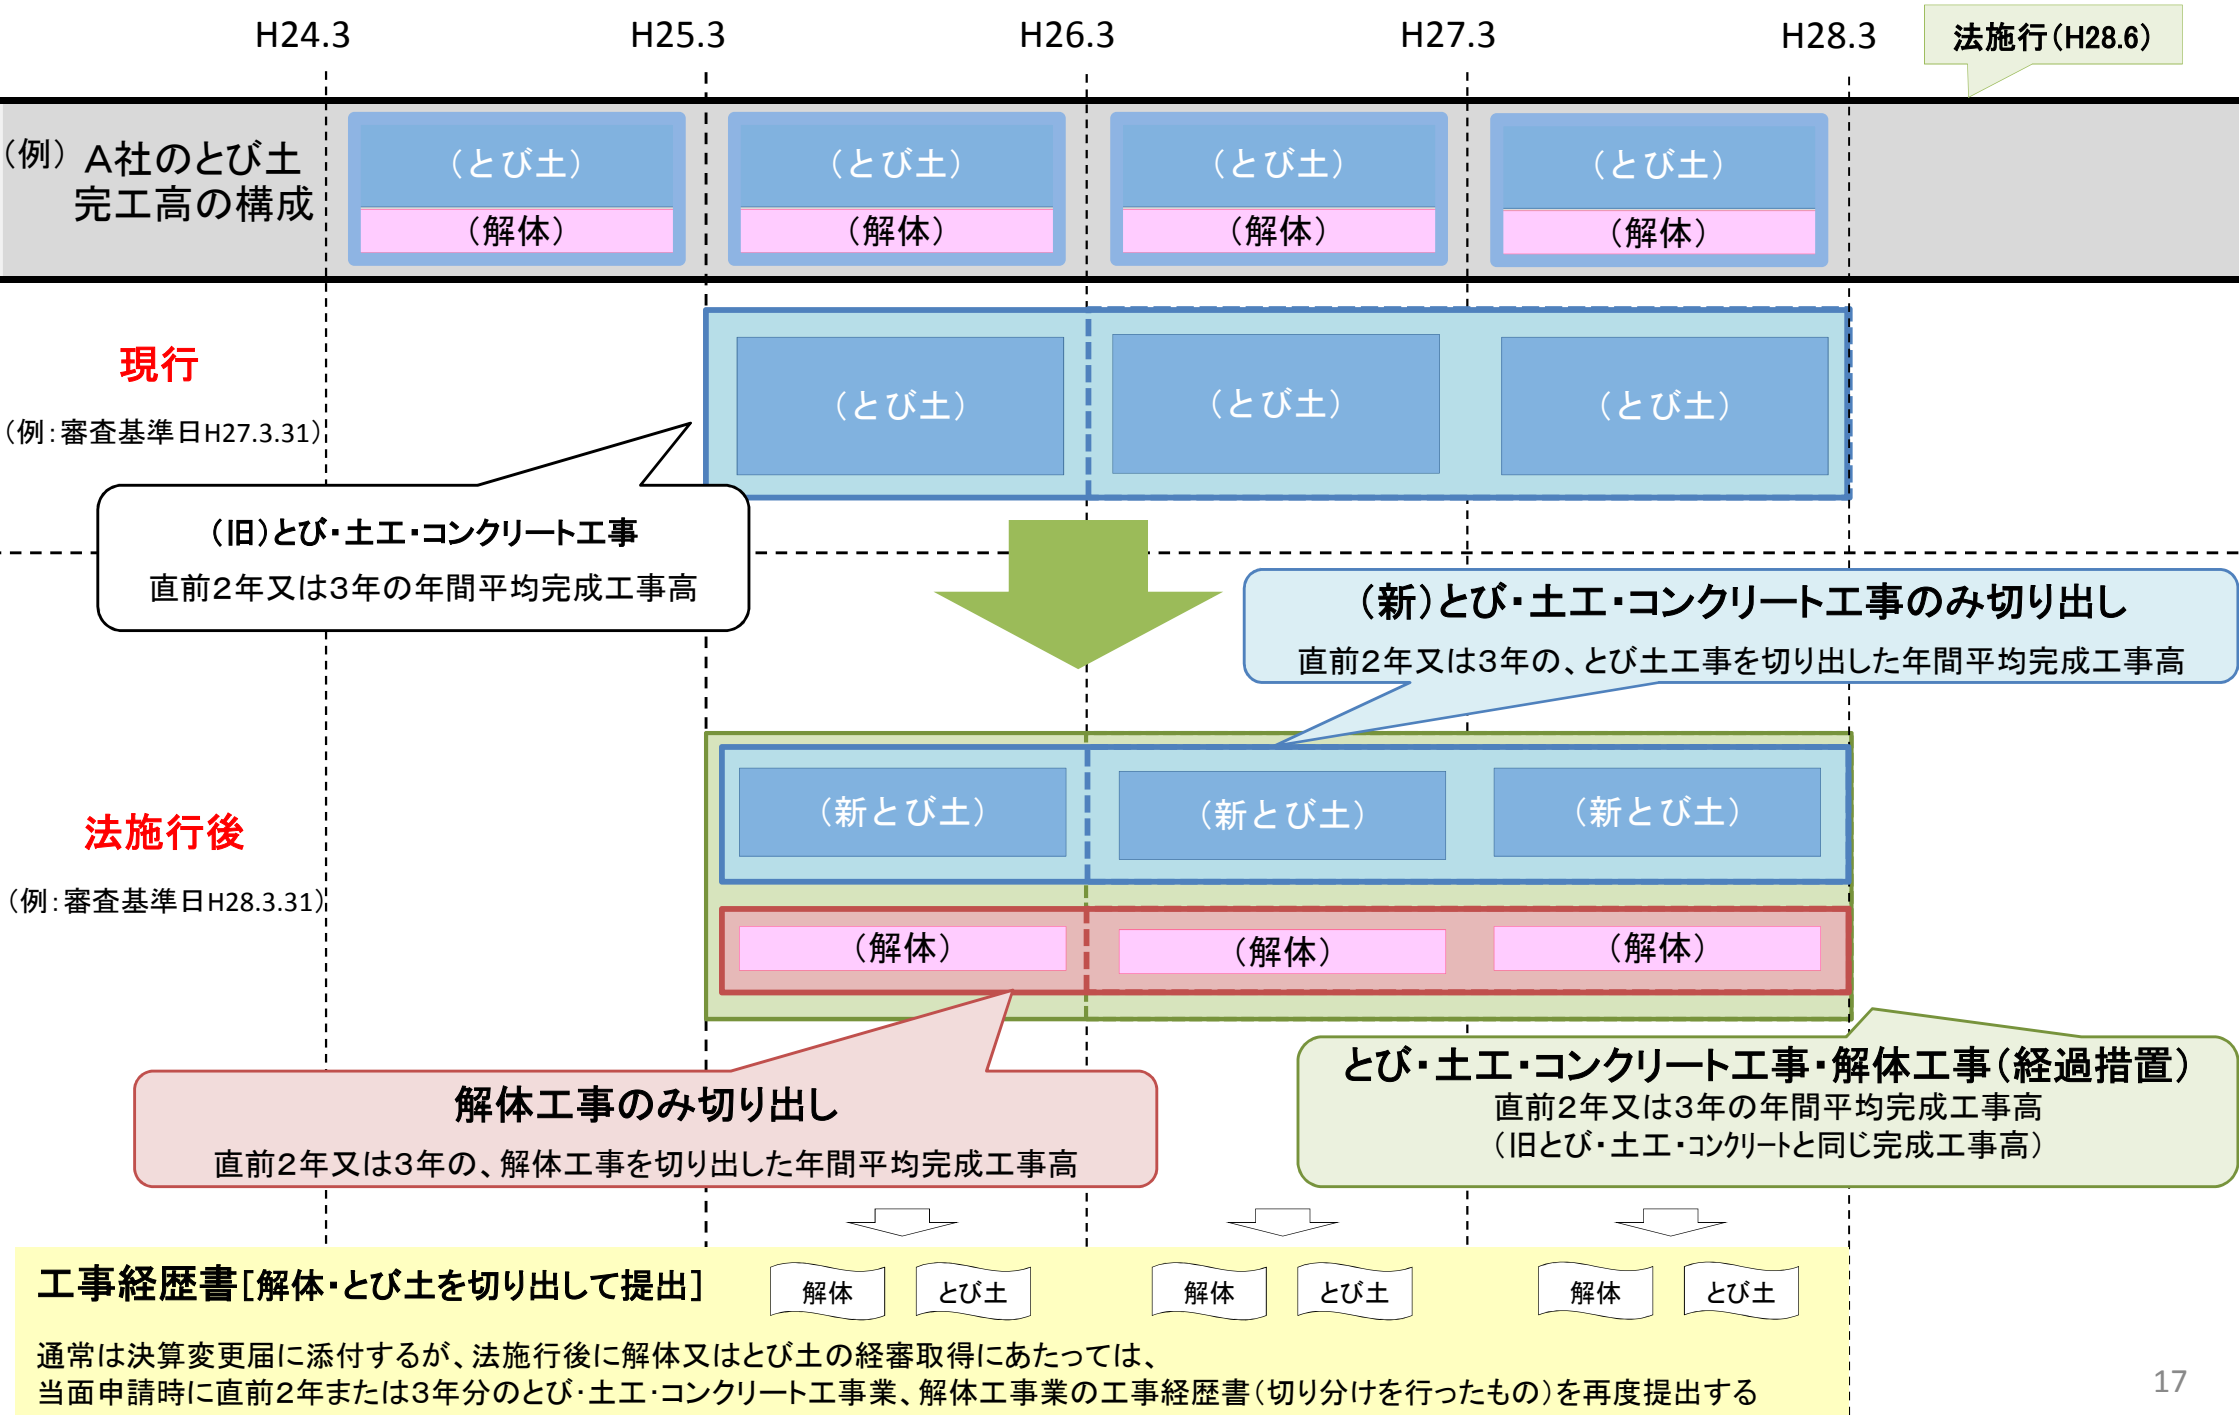 H24.3
H25.3
H26.3
H27.3
H28.3
法施行(H28.6)
(例)
A社のとび土
完工高の構成
(とび土)
(解体)
(とび土)
(解体)
(とび土)
(解体)
(とび土)
(解体)
現行
(例:審査基準日H27.3.31)
(とび土)
(とび土)
(とび土)
(旧)とび・土工・コンクリート工事
直前2年又は3年の年間平均完成工事高
(新)とび・土工・コンクリート工事のみ切り出し
直前2年又は3年の、とび土工事を切り出した年間平均完成工事高
法施行後
(例:審査基準日H28.3.31)
(新とび土)
(新とび土)
(新とび土)
(解体)
(解体)
(解体)
解体工事のみ切り出し
直前2年又は3年の、解体工事を切り出した年間平均完成工事高
とび・土工・コンクリート工事・解体工事(経過措置)
直前2年又は3年の年間平均完成工事高
(旧とび・土工・コンクリートと同じ完成工事高)
工事経歴書[解体・とび土を切り出して提出]
解体
とび土
解体
とび土
解体
とび土
通常は決算変更届に添付するが、法施行後に解体又はとび土の経審取得にあたっては、
当面申請時に直前2年または3年分のとび・土工・コンクリート工事業、解体工事業の工事経歴書(切り分けを行ったもの)を再度提出する
17